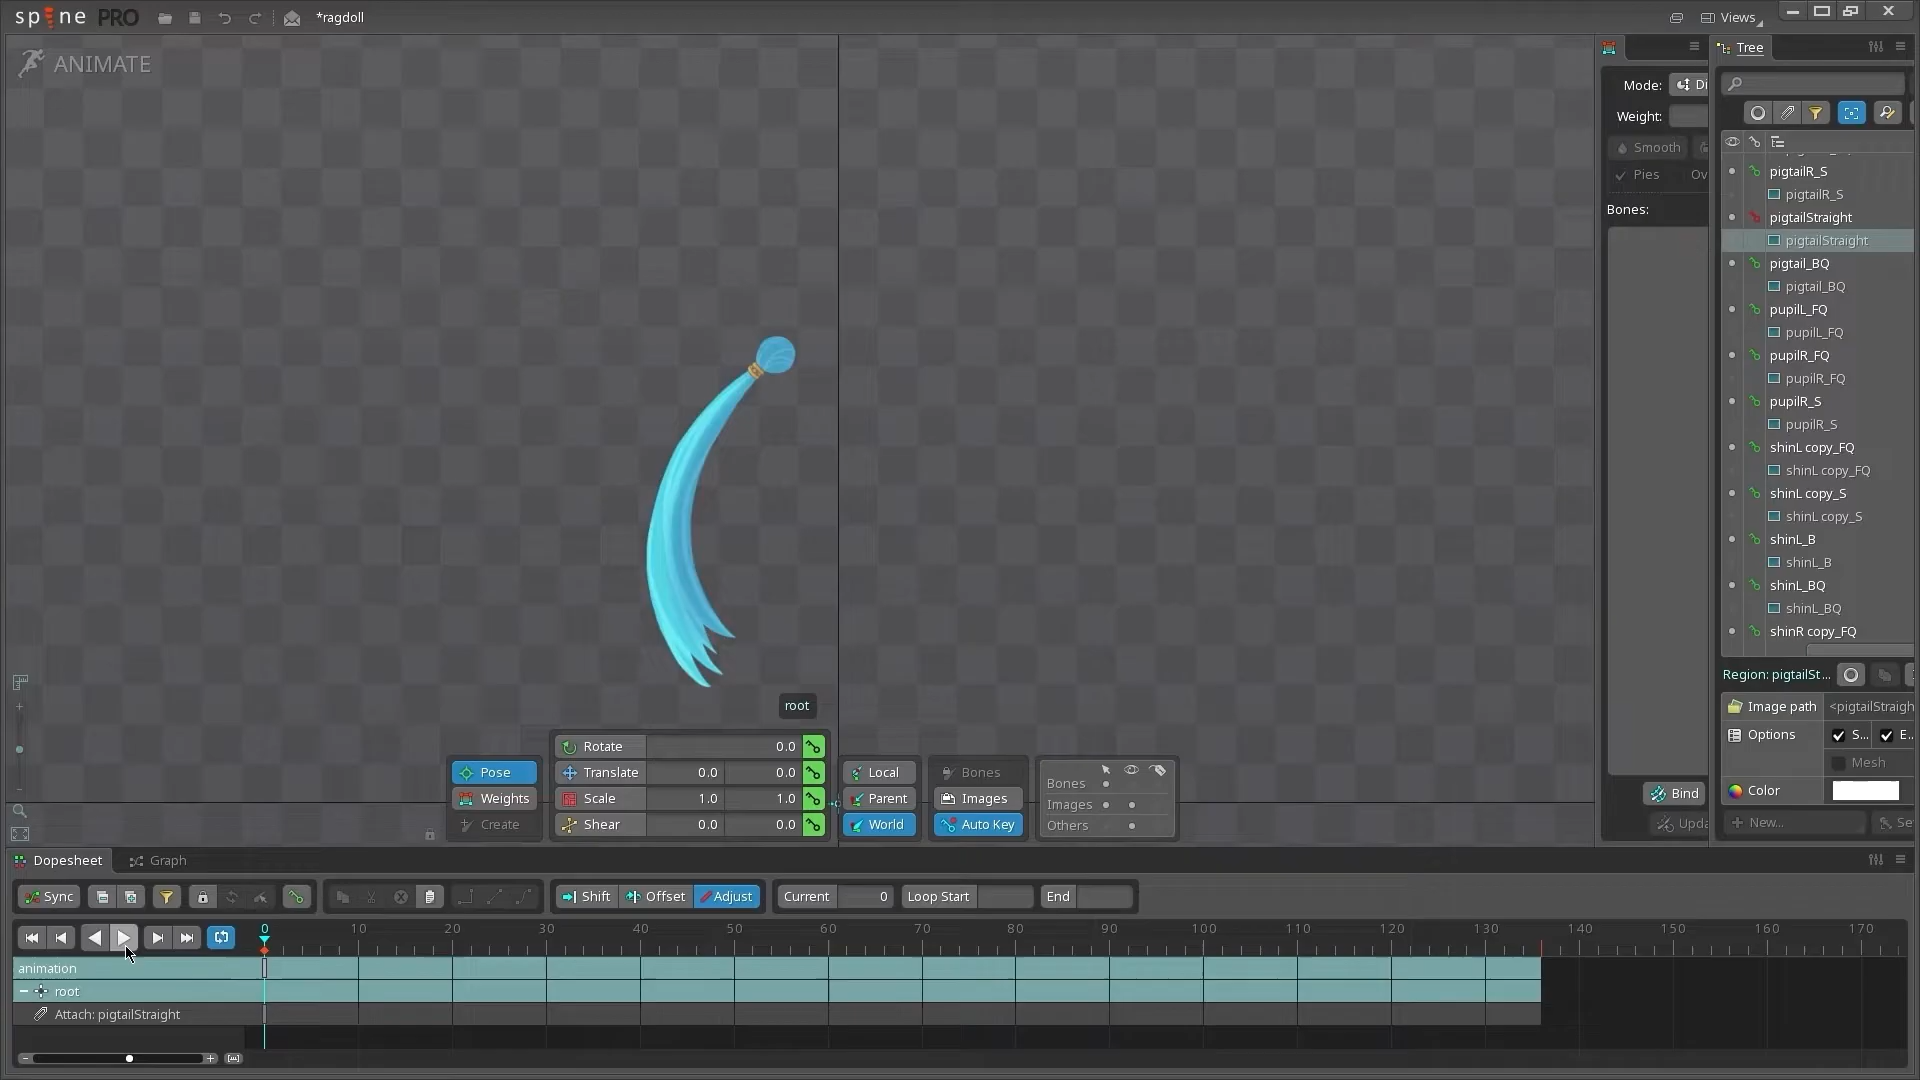 spine PRO
*ragdoll
Views
ANIMATE
Mode: Di
Weight:
Smooth
Pies Ov
Bones:
Bind
Upda
Tree
pigtailR_S
pigtailR_S
pigtailStraight
pigtailStraight
pigtail_BQ
pigtail_BQ
pupilL_FQ
pupilL_FQ
pupilR_FQ
pupilR_FQ
pupilR_S
pupilR_S
shinL copy_FQ
shinL copy_FQ
shinL copy_S
shinL copy_S
shinL_B
shinL_B
shinL_BQ
shinL_BQ
shinR copy_FQ
Region: pigtailSt...
Image path <pigtailStraigh
Options S... E..
Mesh
Color
New... Se
root
Pose
Weights
Create
Rotate 0.0
Translate 0.0 0.0
Scale 1.0 1.0
Shear 0.0 0.0
Local
Parent
World
Bones
Images
Auto Key
Bones
Images
Others
Dopesheet Graph
Sync Shift Offset Adjust Current 0 Loop Start End
0 10 20 30 40 50 60 70 80 90 100 110 120 130 140 150 160 170
animation
root
Attach: pigtailStraight